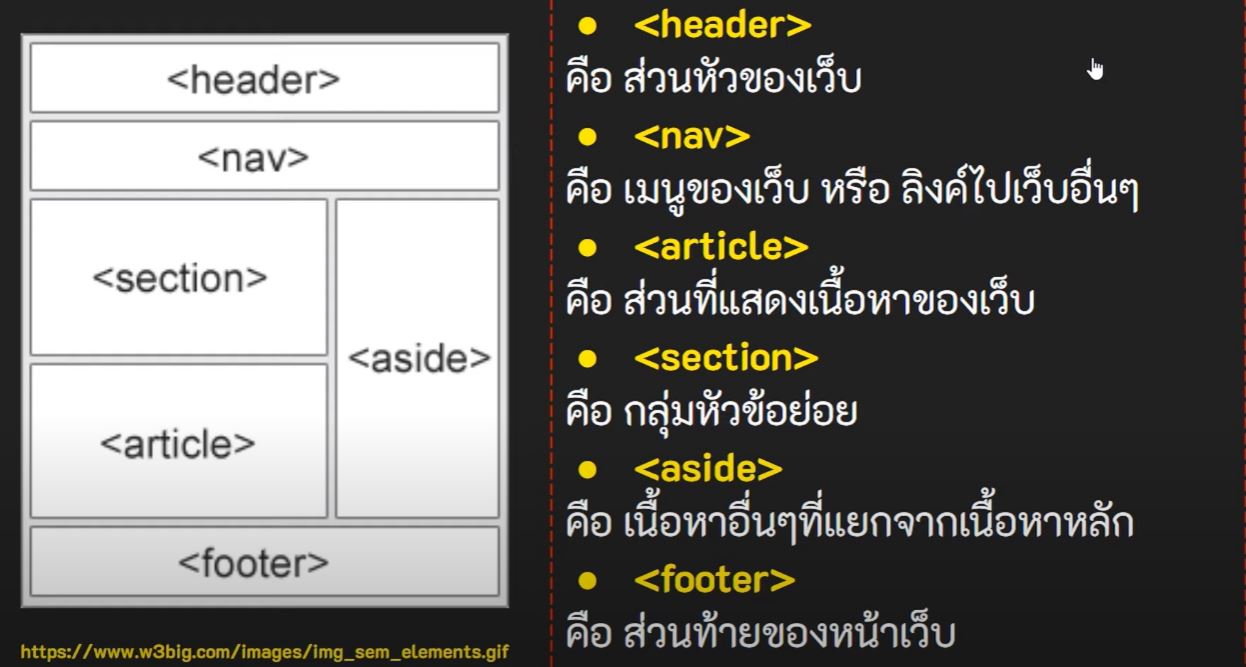 <header>
<nav>
<section>
<aside>
<article>
<footer>
https://www.w3big.com/images/img_sem_elements.gif
● <header>
คือ ส่วนหัวของเว็บ
● <nav>
คือ เมนูของเว็บ หรือ ลิงค์ไปเว็บอื่นๆ
● <article>
คือ ส่วนที่แสดงเนื้อหาของเว็บ
● <section>
คือ กลุ่มหัวข้อย่อย
● <aside>
คือ เนื้อหาอื่นๆที่แยกจากเนื้อหาหลัก
● <footer>
คือ ส่วนท้ายของหน้าเว็บ